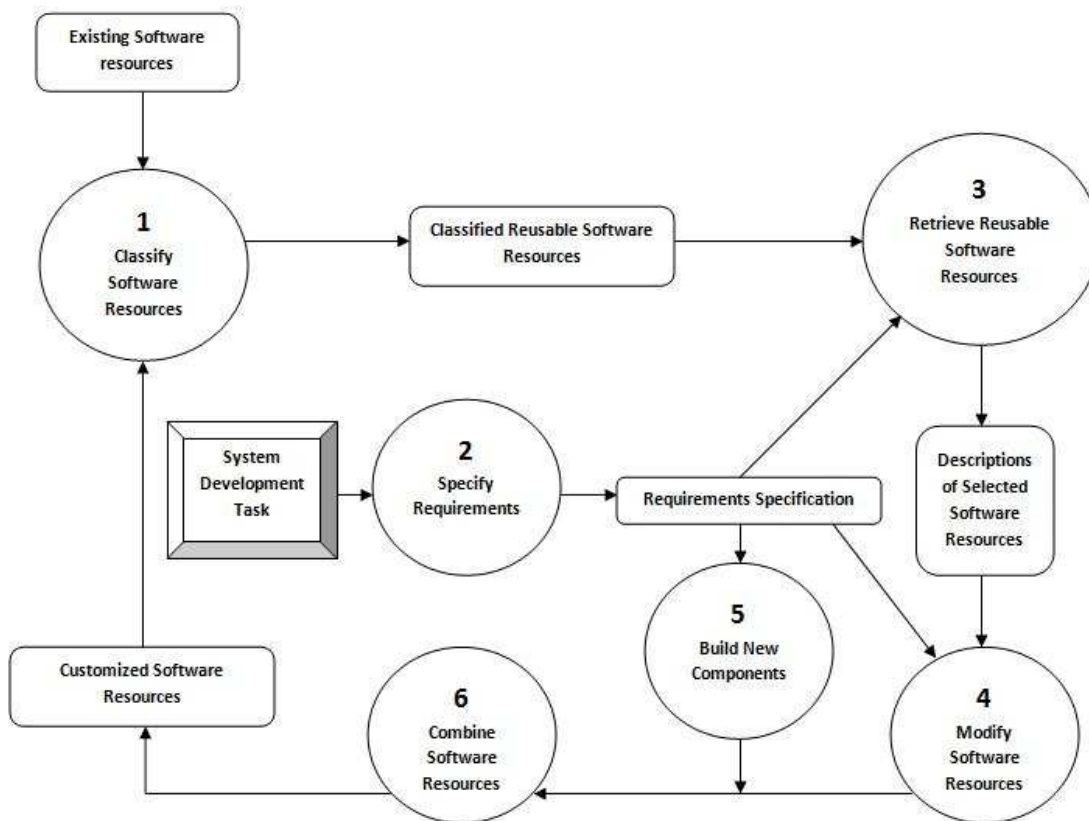 Existing Software
resources
1
Classify
Software
Resources
Classified Reusable Software
Resources
3
Retrieve Reusable
Software
Resources
System
Development
Task
2
Specify
Requirements
Requirements Specification
Descriptions
of Selected
Software
Resources
5
Build New
Components
Customized Software
Resources
6
Combine
Software
Resources
4
Modify
Software
Resources